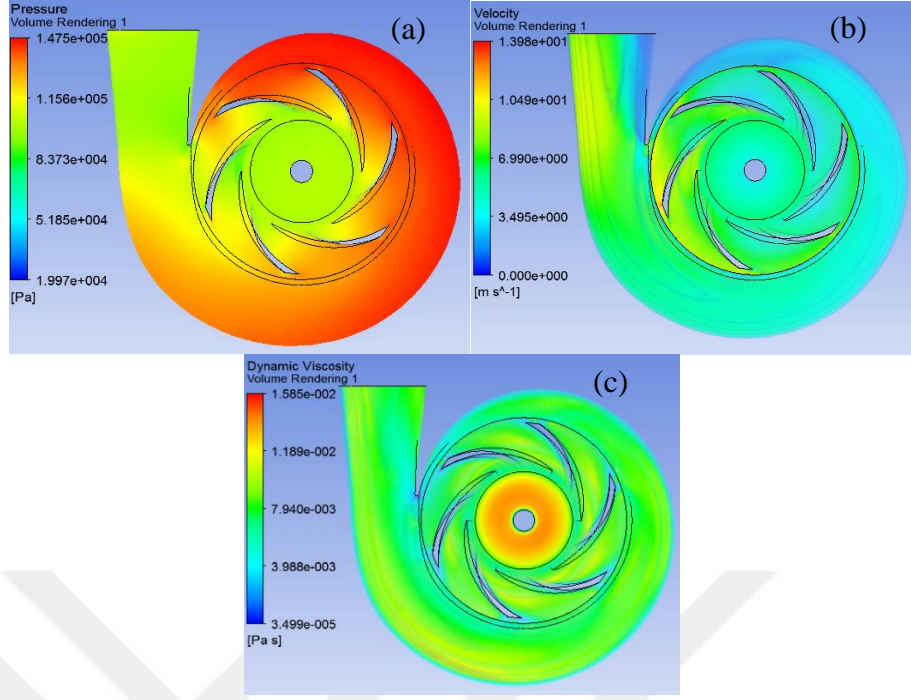 Pressure
Volume Rendering 1
(a)
1.475e+005
1.156e+005
8.373e+004
5.185e+004
1.997e+004
[Pa]
Velocity
Volume Rendering 1
(b)
1.398e+001
1.049e+001
6.990e+000
3.495e+000
0.000e+000
[m s^-1]
Dynamic Viscosity
Volume Rendering 1
(c)
1.585e-002
1.189e-002
7.940e-003
3.988e-003
3.499e-005
[Pa s]